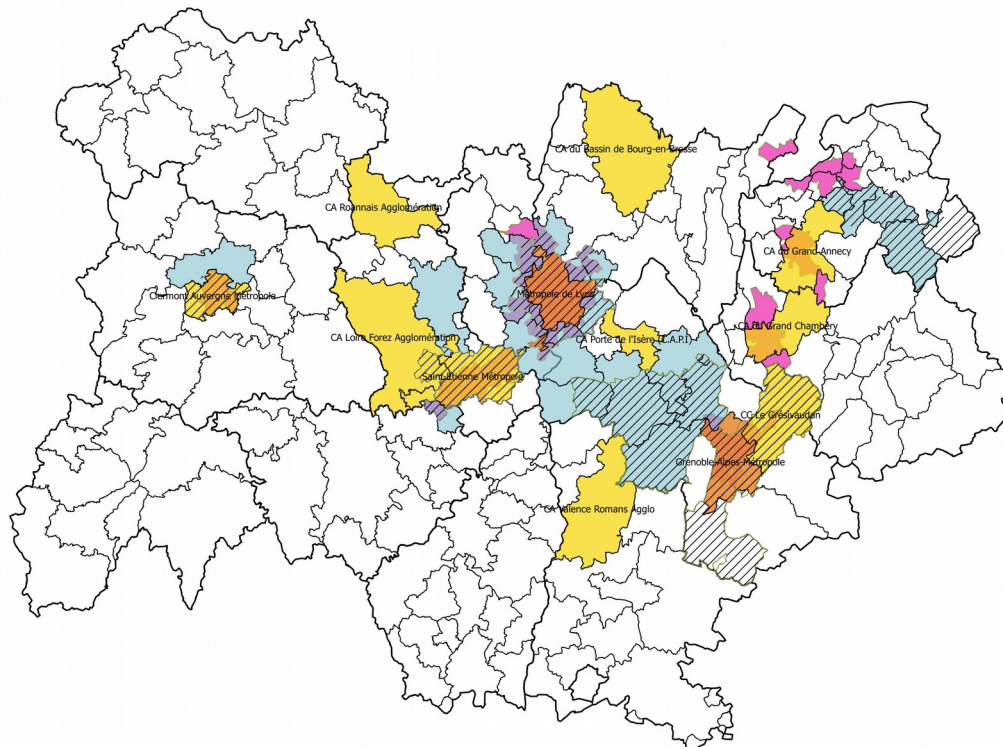 CA du Bassin de Bourg-en-Bresse
CA Roannais Agglomération
CA du Grand Annecy
Clermont Auvergne Métropole
Métropole de Lyon
CA du Grand Chambéry
CA Loire Forez Agglomération
CA Porte de l'Isère (C.A.P.I)
Saint-Etienne Métropole
CC Le Grésivaudan
Grenoble-Alpes-Métropole
CA Valence Romans Agglo